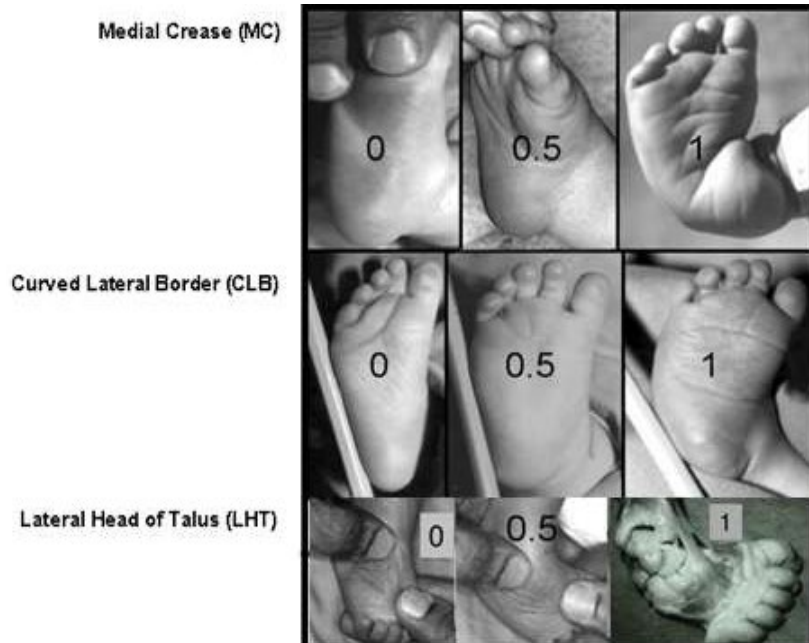 Medial Crease (MC)
0 0.5 1
Curved Lateral Border (CLB)
0 0.5 1
Lateral Head of Talus (LHT)
0 0.5 1